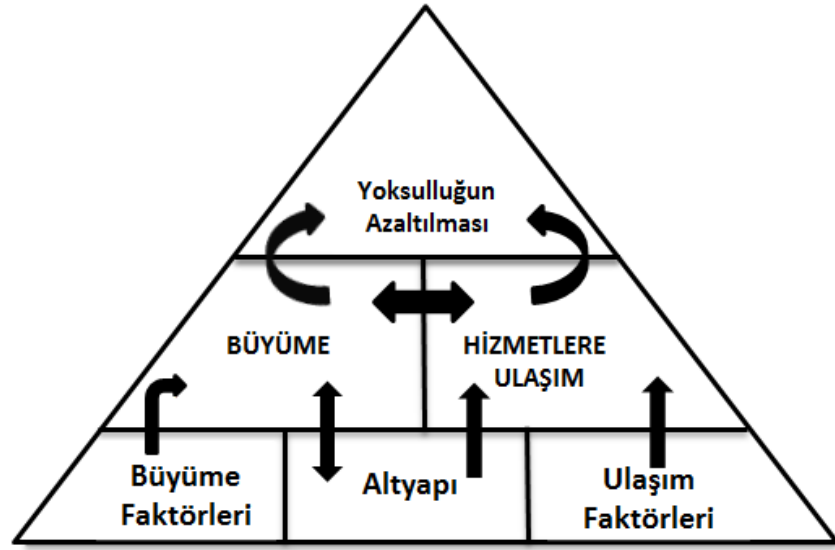 Yoksulluğun
Azaltılması
BÜYÜME
HİZMETLERE
ULAŞIM
Büyüme
Faktörleri
Altyapı
Ulaşım
Faktörleri